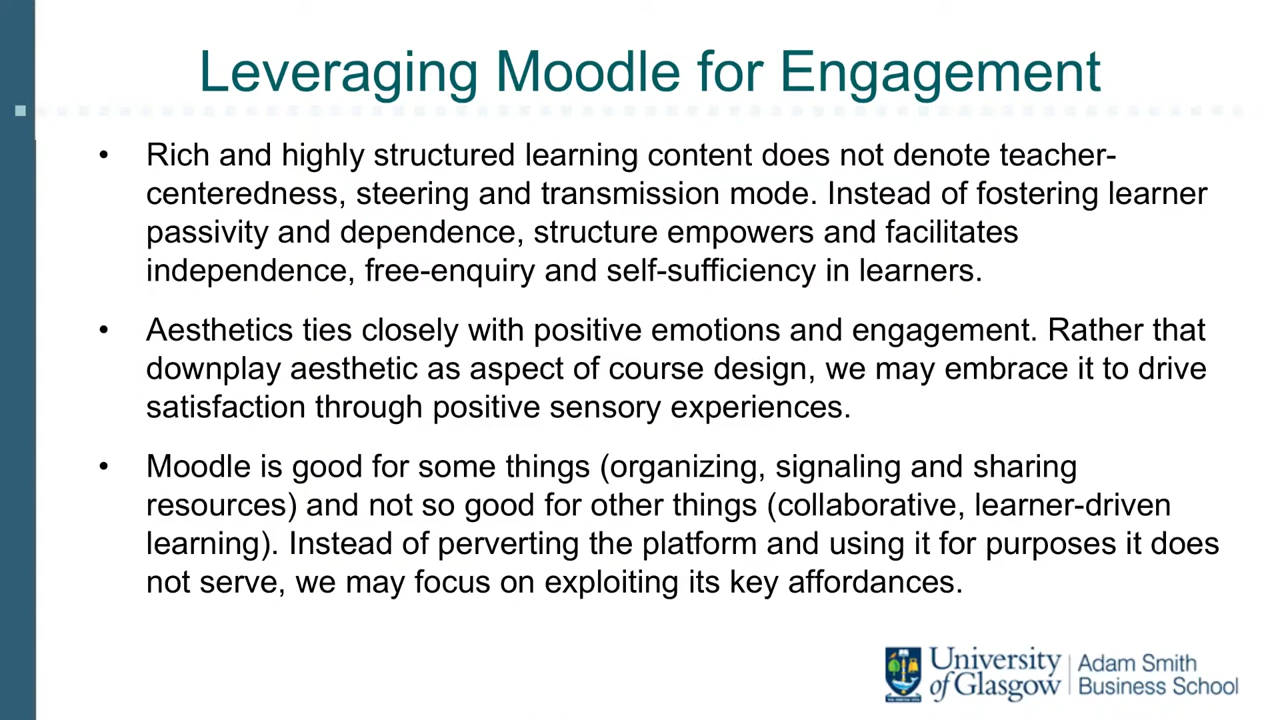 Leveraging Moodle for Engagement
• Rich and highly structured learning content does not denote teacher-
centeredness, steering and transmission mode. Instead of fostering learner
passivity and dependence, structure empowers and facilitates
independence, free-enquiry and self-sufficiency in learners.
• Aesthetics ties closely with positive emotions and engagement. Rather that
downplay aesthetic as aspect of course design, we may embrace it to drive
satisfaction through positive sensory experiences.
• Moodle is good for some things (organizing, signaling and sharing
resources) and not so good for other things (collaborative, learner-driven
learning). Instead of perverting the platform and using it for purposes it does
not serve, we may focus on exploiting its key affordances.
University
of Glasgow
Adam Smith
Business School